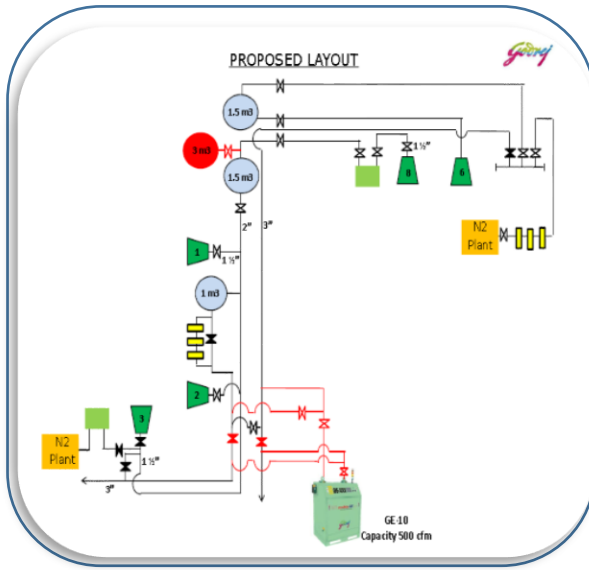 Godrej
PROPOSED LAYOUT
1.5 m3
3 m3
1.5 m3
1 ½”
8
6
2”
3”
N2
Plant
1
1 ½”
1 m3
2
3
N2
Plant
1 ½”
3”
GE-10
Capacity 500 cfm